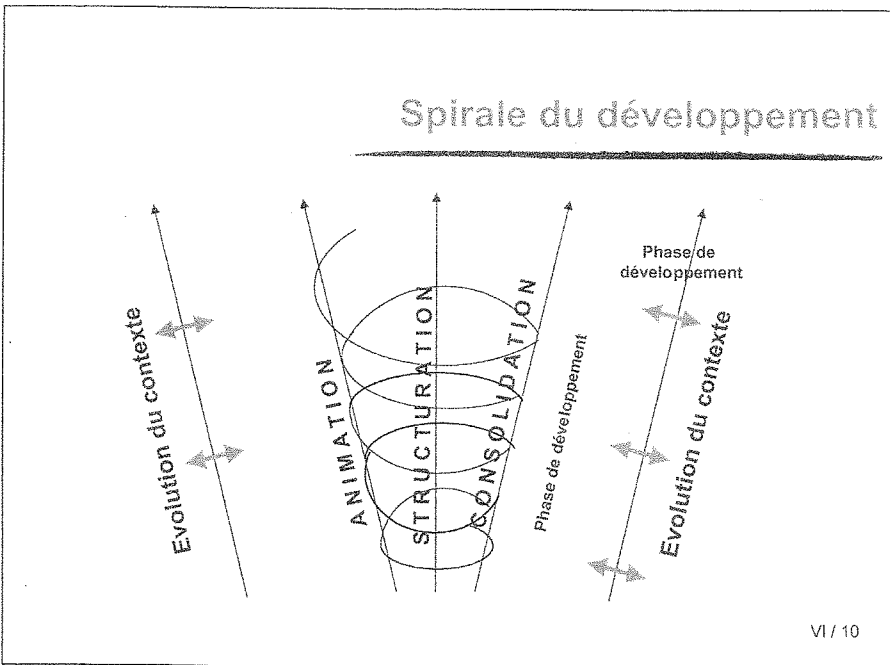 Spirale du développement
Evolution du contexte
ANIMATION
STRUCTURATION
CONSOLIDATION
Phase de développement
Phase de
développement
Evolution du contexte
VI / 10